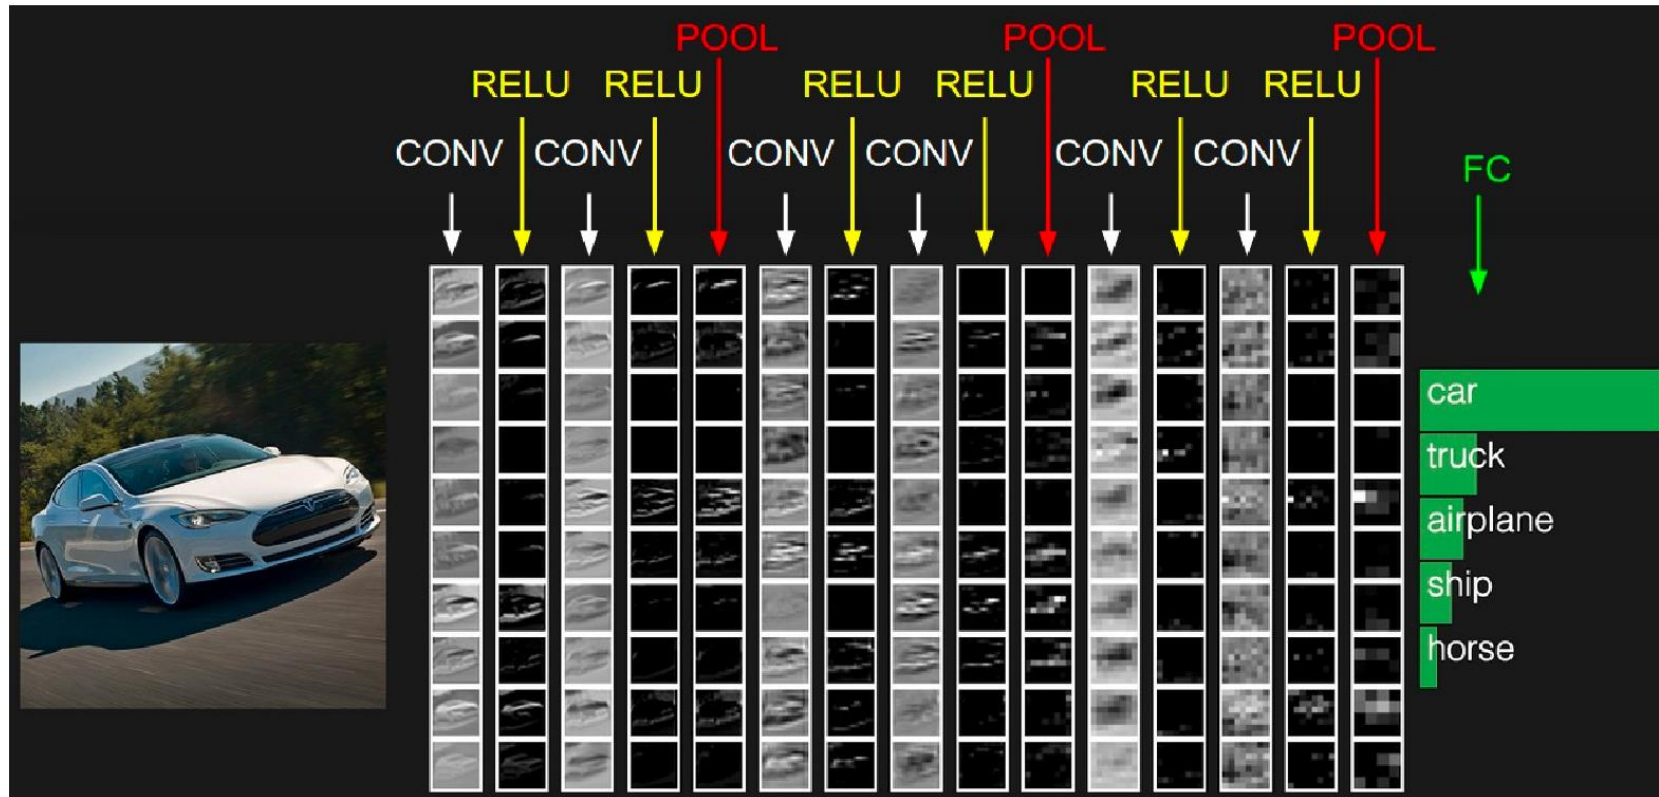 POOL POOL POOL
RELU RELU RELU RELU RELU RELU
CONV CONV CONV CONV CONV CONV
FC
car
truck
airplane
ship
horse